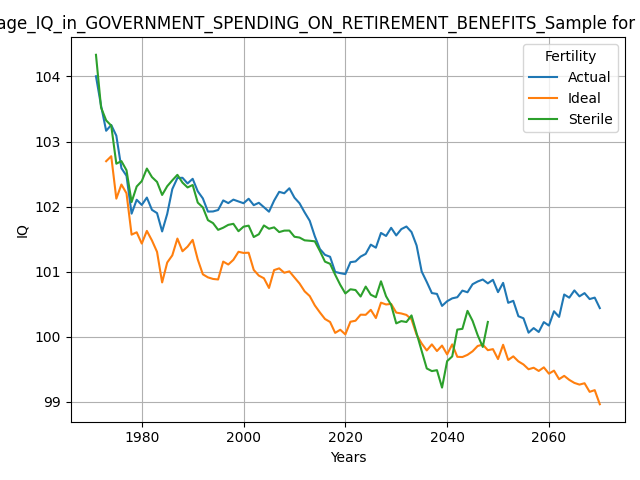 age_IQ_in_GOVERNMENT_SPENDING_ON_RETIREMENT_BENEFITS_Sample for
Fertility
Actual
Ideal
Sterile
104
103
102
101
100
99
IQ
1980
2000
2020
2040
2060
Years